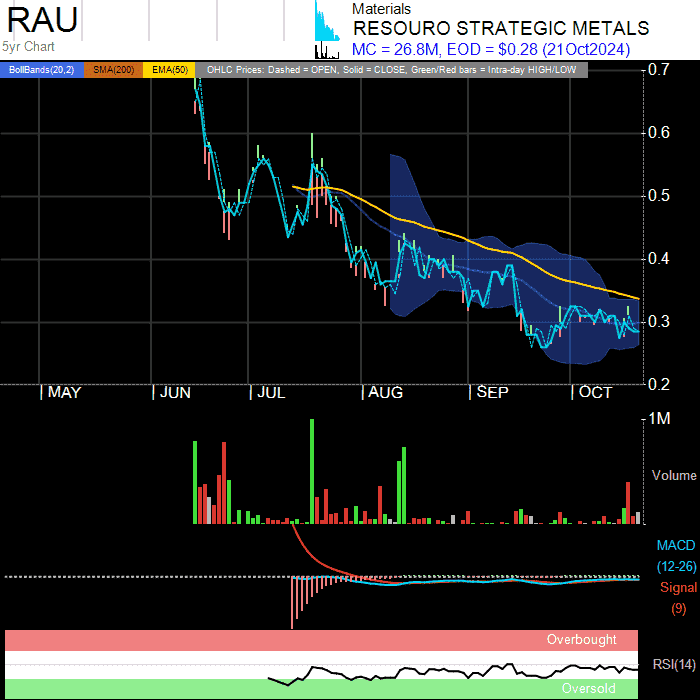 RAU
5yr Chart
Materials
RESOURO STRATEGIC METALS
MC = 26.8M, EOD = $0.28 (21Oct2024)
BollBands(20,2) SMA(200) EMA(50) OHLC Prices: Dashed = OPEN, Solid = CLOSE, Green/Red bars = Intra-day HIGH/LOW
0.7
0.6
0.5
0.4
0.3
0.2
MAY JUN JUL AUG SEP OCT
1M
Volume
MACD
(12-26)
Signal
(9)
Overbought
RSI(14)
Oversold